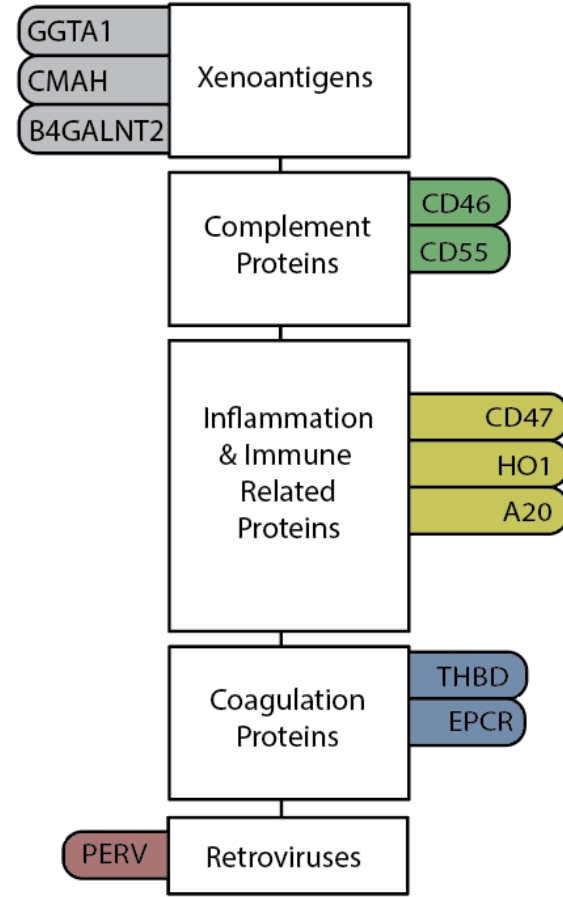 GGTA1
CMAH
B4GALNT2
Xenoantigens
Complement
Proteins
CD46
CD55
Inflammation
& Immune
Related
Proteins
CD47
HO1
A20
Coagulation
Proteins
THBD
EPCR
PERV
Retroviruses